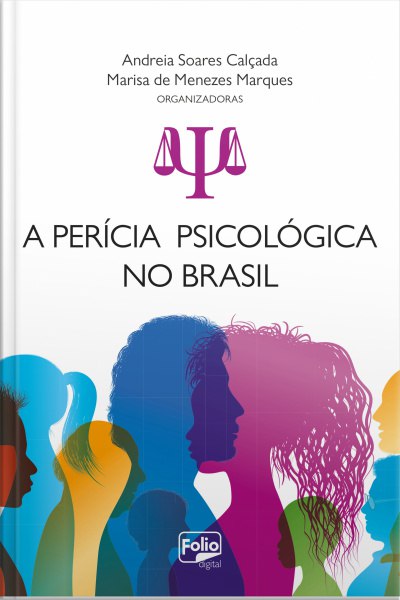 Andreia Soares Calçada
Marisa de Menezes Marques
ORGANIZADORAS
A PERÍCIA PSICOLÓGICA
NO BRASIL
Folio
digital